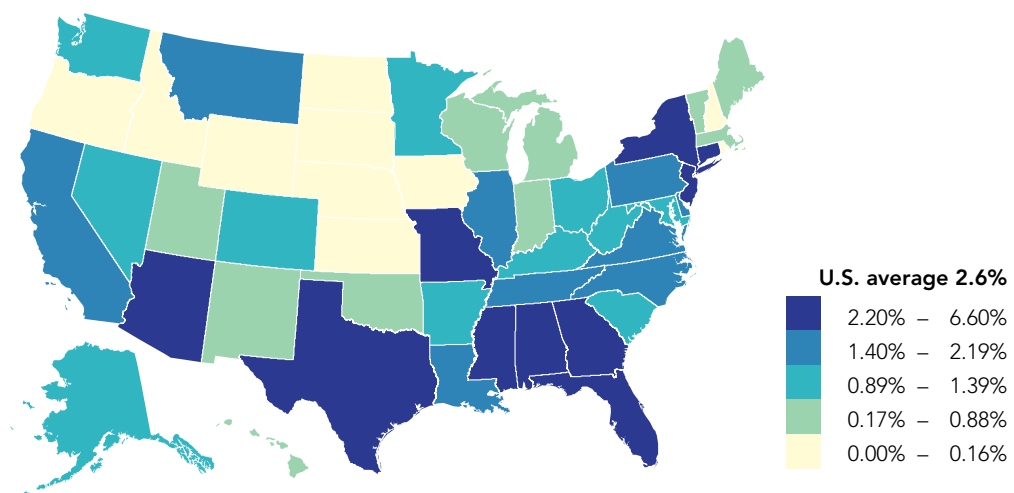 U.S. average 2.6%
2.20% – 6.60%
1.40% – 2.19%
0.89% – 1.39%
0.17% – 0.88%
0.00% – 0.16%